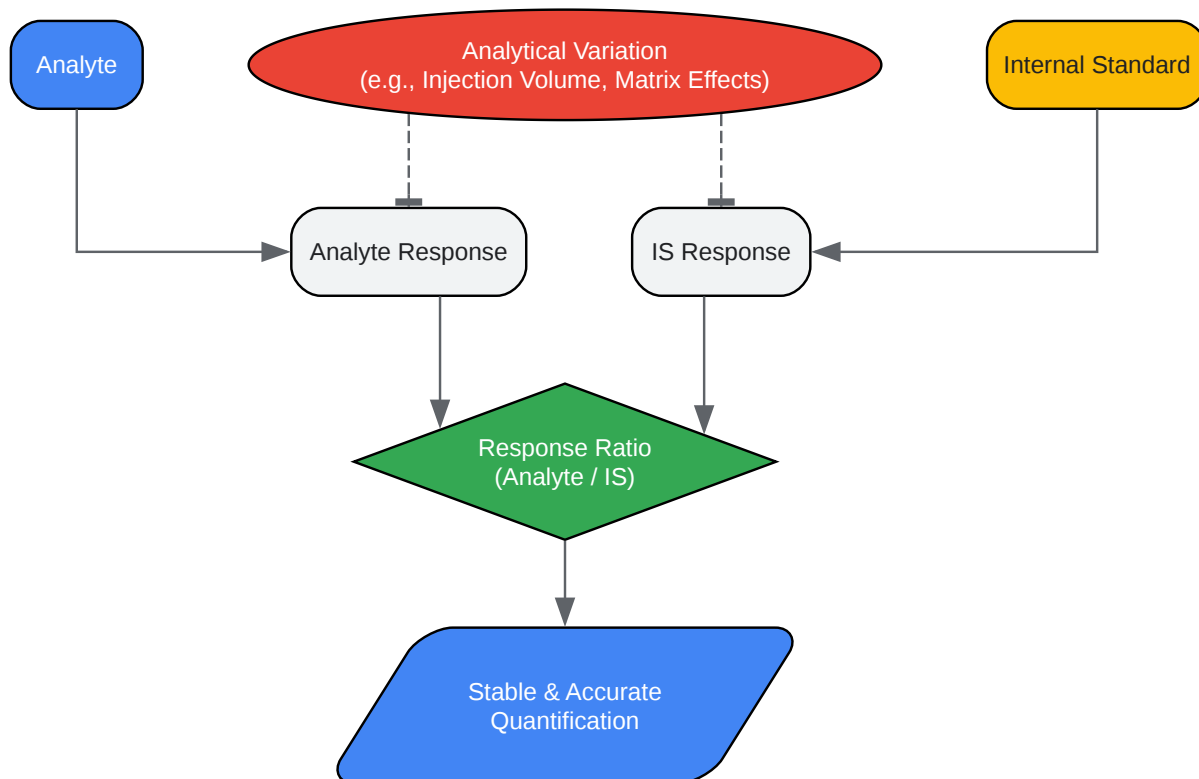 Analyte
Analytical Variation
(e.g., Injection Volume, Matrix Effects)
Internal Standard
Analyte Response
IS Response
Response Ratio
(Analyte / IS)
Stable & Accurate
Quantification